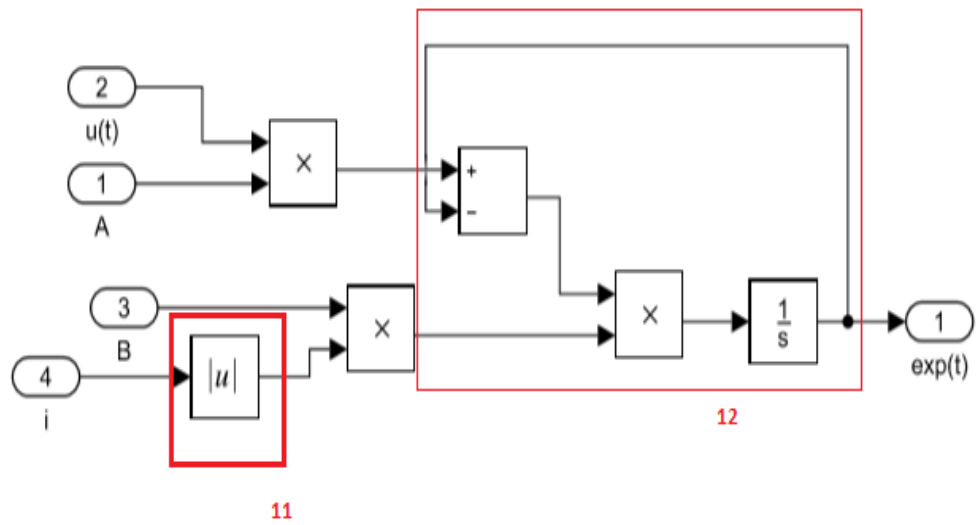 2
u(t)
1
A
×
+
−
3
B
×
4
i
|u|
×
1
s
1
exp(t)
12
11